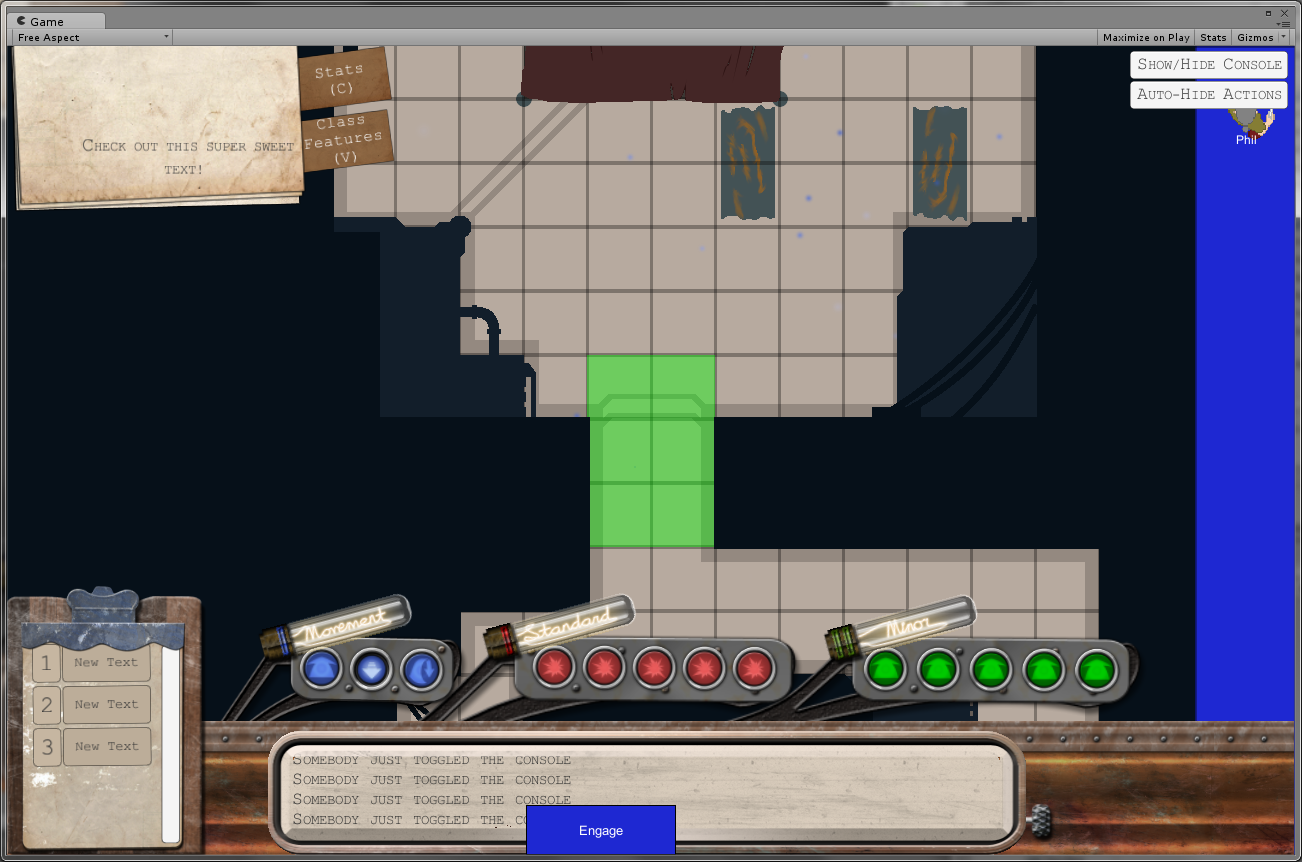 Game
Free Aspect
Maximize on Play
Stats
Gizmos
Stats
(C)
Class
Features
(V)
Check out this super sweet
text!
Show/Hide Console
Auto-Hide Actions
Phil
Movement
Standard
Minor
1 New Text
2 New Text
3 New Text
Somebody just toggled the console
Somebody just toggled the console
Somebody just toggled the console
Somebody just toggled the
Engage